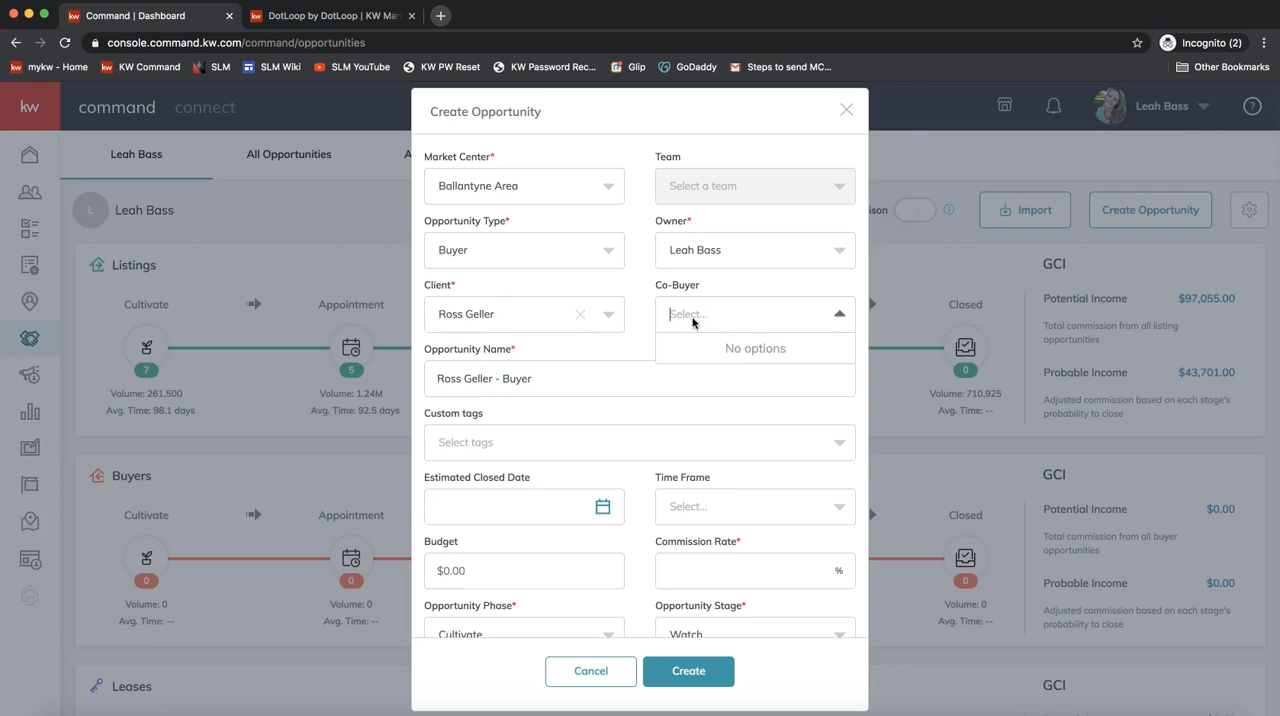 Command | Dashboard
DotLoop by DotLoop | KW Mar
console.command.kw.com/command/opportunities
Incognito (2)
mykw - Home
KW Command
SLM
SLM Wiki
SLM YouTube
KW PW Reset
KW Password Rec...
Glip
GoDaddy
Steps to send MC...
Other Bookmarks
kw
command
connect
Leah Bass
Leah Bass
All Opportunities
A
L
Leah Bass
ison
Import
Create Opportunity
Listings
Cultivate
7
Volume: 261,500
Avg. Time: 98.1 days
Appointment
5
Volume: 1.24M
Avg. Time: 92.5 days
Closed
0
Volume: 710,925
Avg. Time: --
GCI
Potential Income
$97,055.00
Total commission from all listing
opportunities
Probable Income
$43,701.00
Adjusted commission based on each stage's
probability to close
Buyers
Cultivate
0
Volume: 0
Avg. Time: --
Appointment
0
Volume: 0
Avg. Time: --
Closed
0
Volume: 0
Avg. Time: --
GCI
Potential Income
$0.00
Total commission from all buyer
opportunities
Probable Income
$0.00
Adjusted commission based on each stage's
probability to close
Leases
GCI
Create Opportunity
Market Center*
Ballantyne Area
Team
Select a team
Opportunity Type*
Buyer
Owner*
Leah Bass
Client*
Ross Geller
Co-Buyer
Select...
No options
Opportunity Name*
Ross Geller - Buyer
Custom tags
Select tags
Estimated Closed Date
Time Frame
Select...
Budget
$0.00
Commission Rate*
%
Opportunity Phase*
Cultivate
Opportunity Stage*
Watch
Cancel
Create